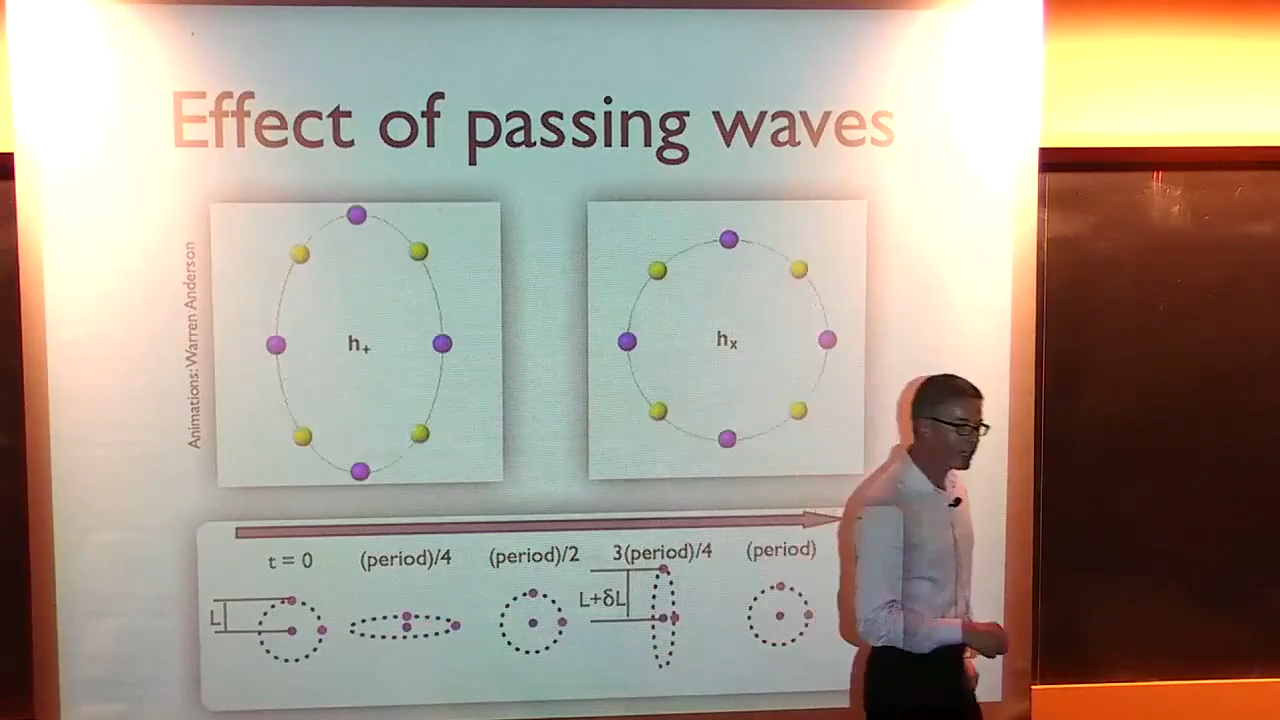 Effect of passing waves
Animations: Warren Anderson
h₊
hₓ
t = 0 (period)/4 (period)/2 3(period)/4 (period)
L
L+δL